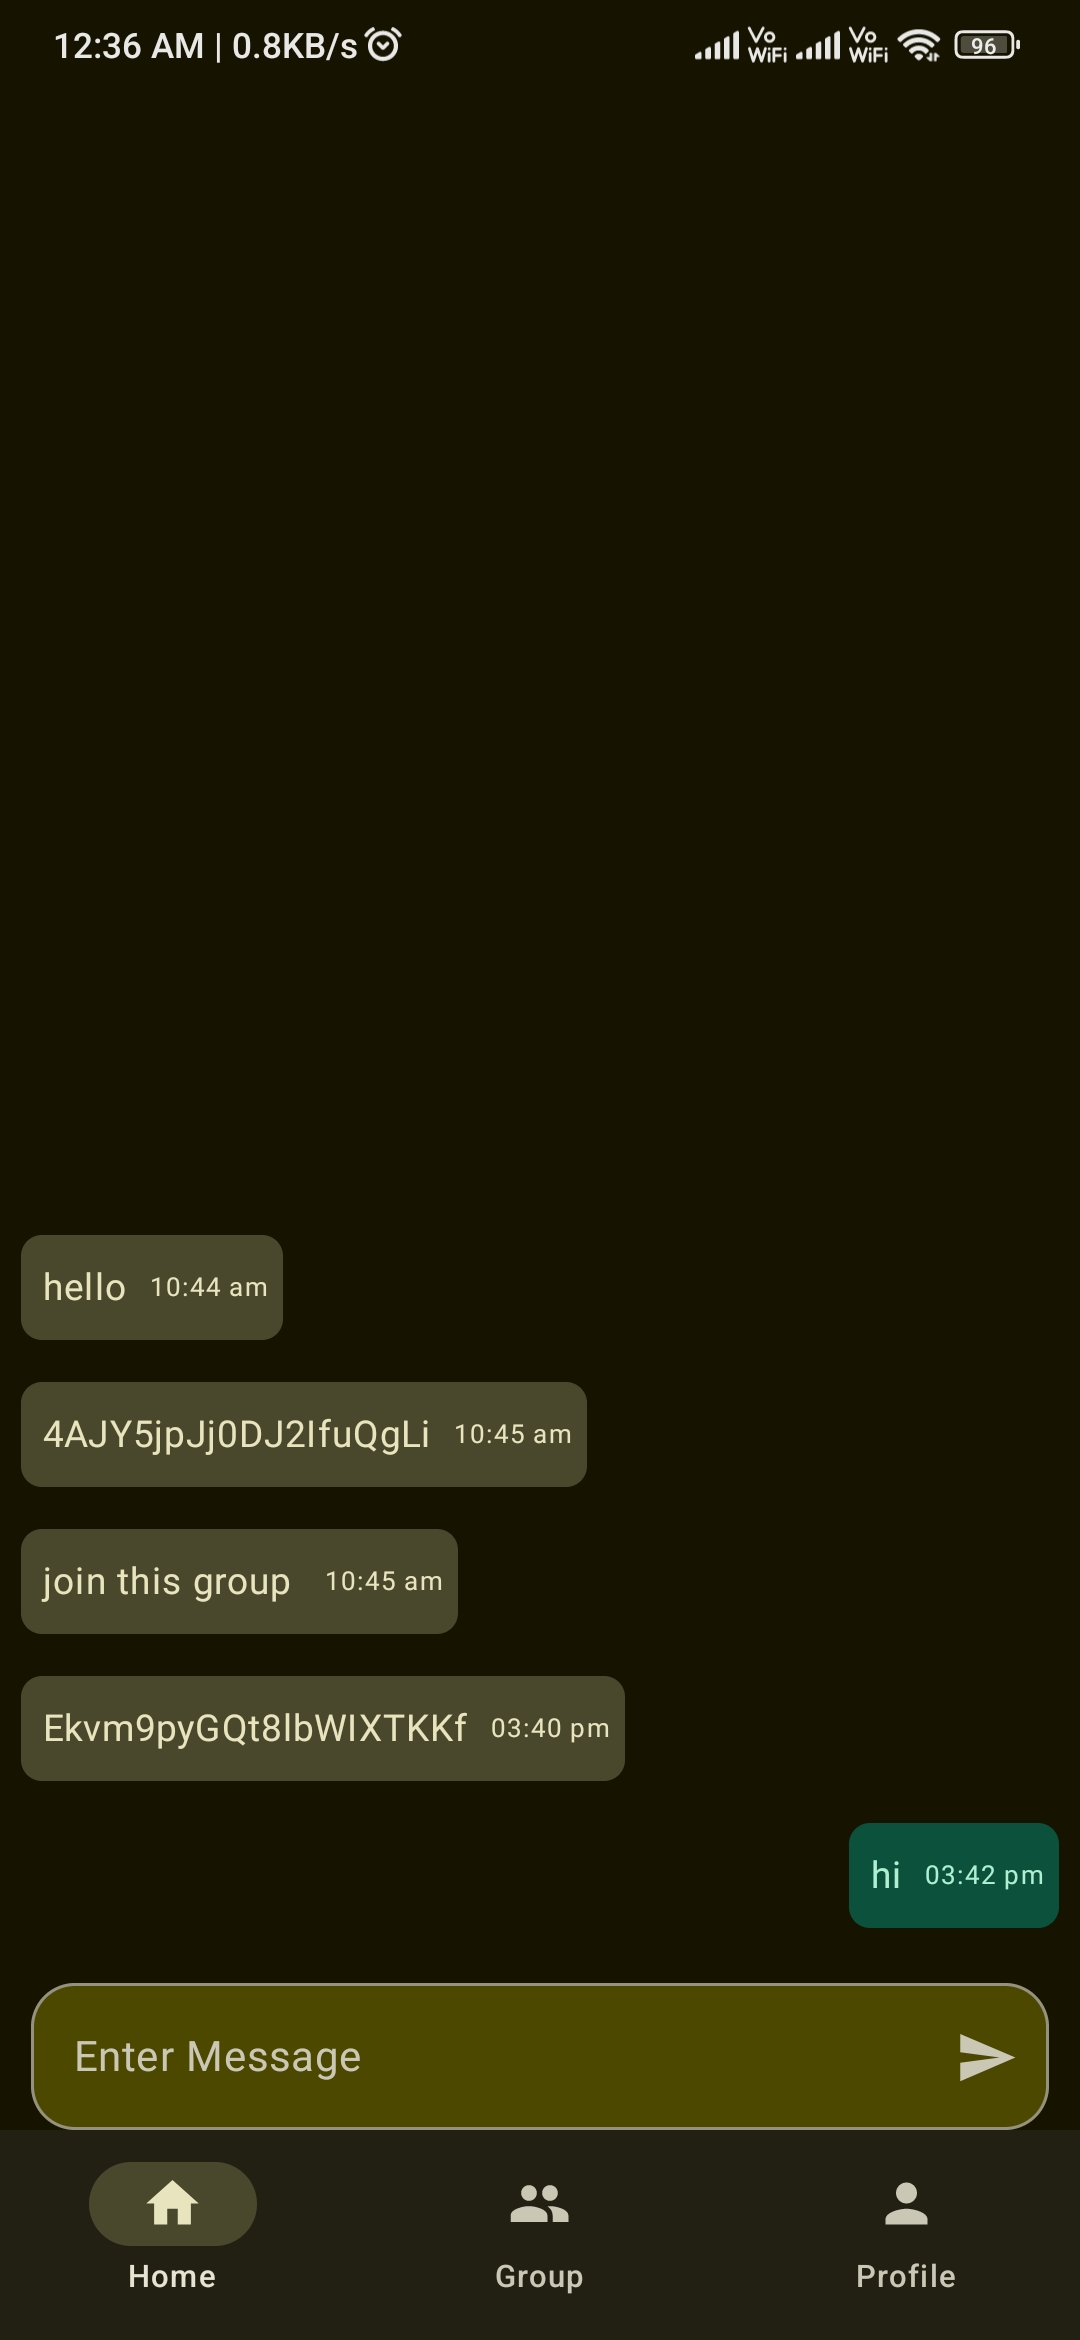 12:36 AM | 0.8KB/s Vo WiFi Vo WiFi 96
hello 10:44 am
4AJY5jpJj0DJ2IfuQgLi 10:45 am
join this group 10:45 am
Ekvm9pyGQt8lbWIXTKKf 03:40 pm
hi 03:42 pm
Enter Message
Home Group Profile